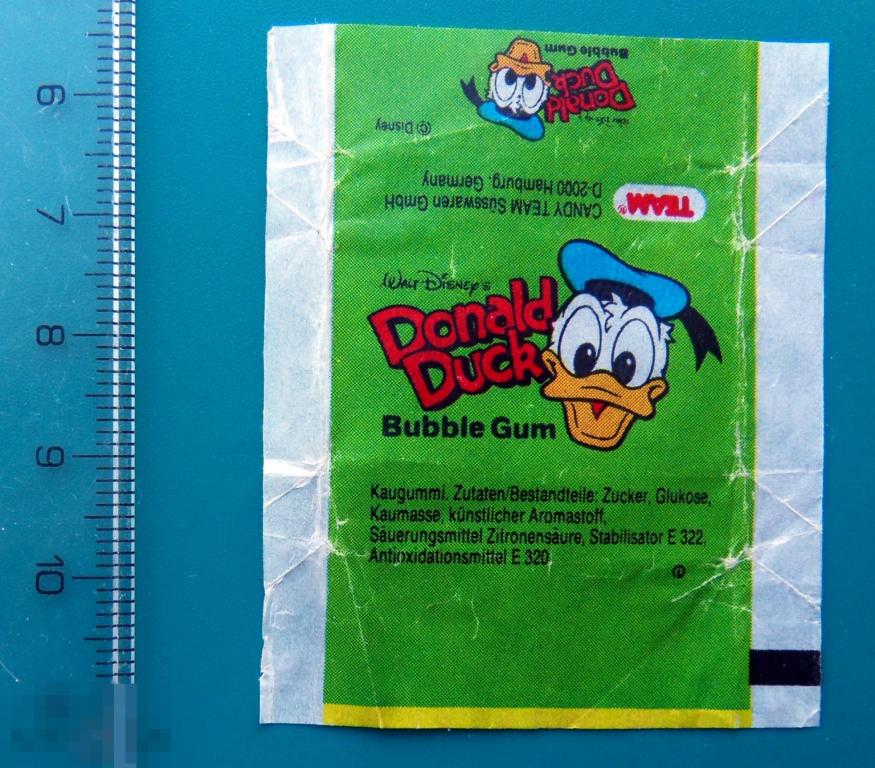 6
7
8
9
10
Bubble Gum
Donald
Duck
© Disney
D-2000 Hamburg, Germany
CANDY TEAM Süsswaren GmbH
TEAM®
Walt Disney's
Donald
Duck
Bubble Gum
Kaugummi. Zutaten/Bestandteile: Zucker, Glukose,
Kaumasse, künstlicher Aromastoff,
Säuerungsmittel Zitronensäure, Stabilisator E 322,
Antioxidationsmittel E 320